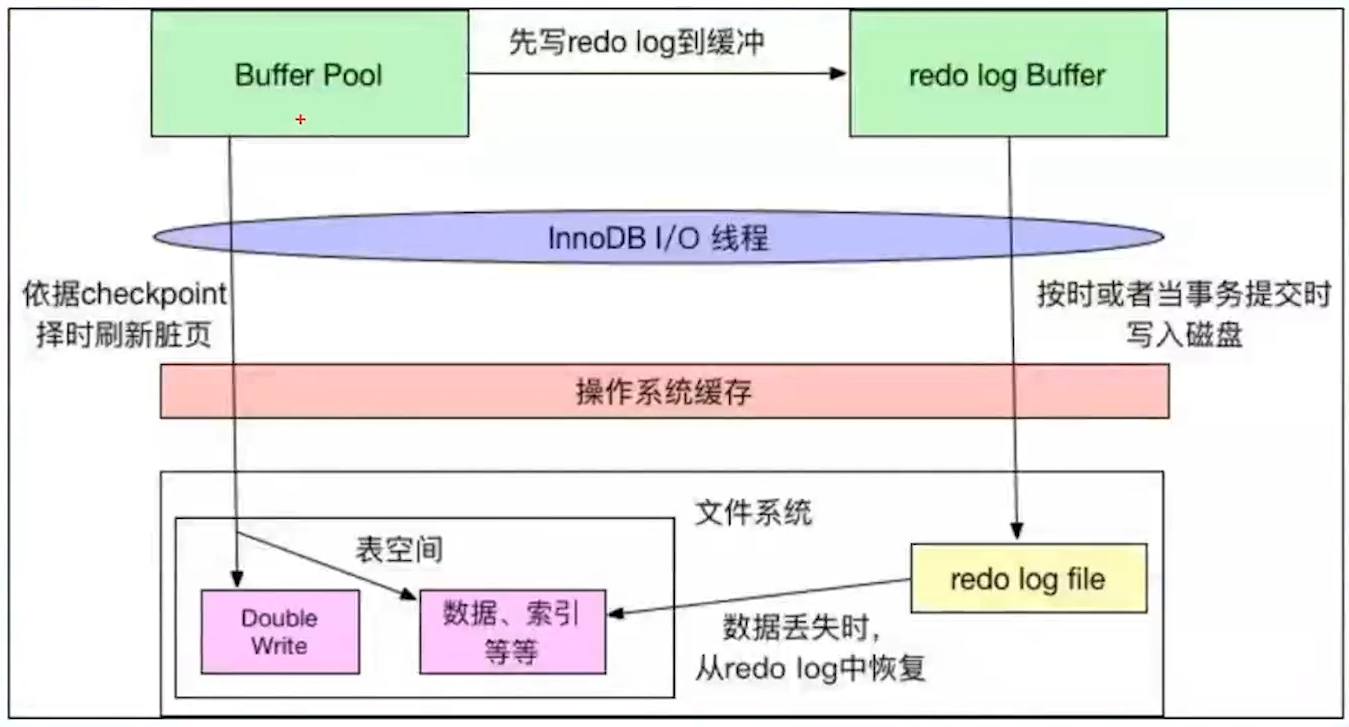 先写redo log到缓冲
Buffer Pool
redo log Buffer
InnoDB I/O 线程
依据checkpoint
择时刷新脏页
按时或者当事务提交时
写入磁盘
操作系统缓存
文件系统
表空间
Double
Write
数据、索引
等等
redo log file
数据丢失时,
从redo log中恢复